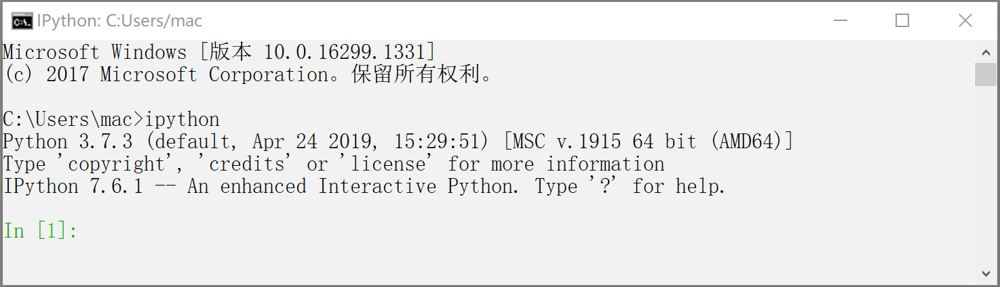 IPython: C:Users/mac
Microsoft Windows [版本 10.0.16299.1331]
(c) 2017 Microsoft Corporation。保留所有权利。
C:\Users\mac>ipython
Python 3.7.3 (default, Apr 24 2019, 15:29:51) [MSC v.1915 64 bit (AMD64)]
Type 'copyright', 'credits' or 'license' for more information
IPython 7.6.1 -- An enhanced Interactive Python. Type '?' for help.
In [1]: